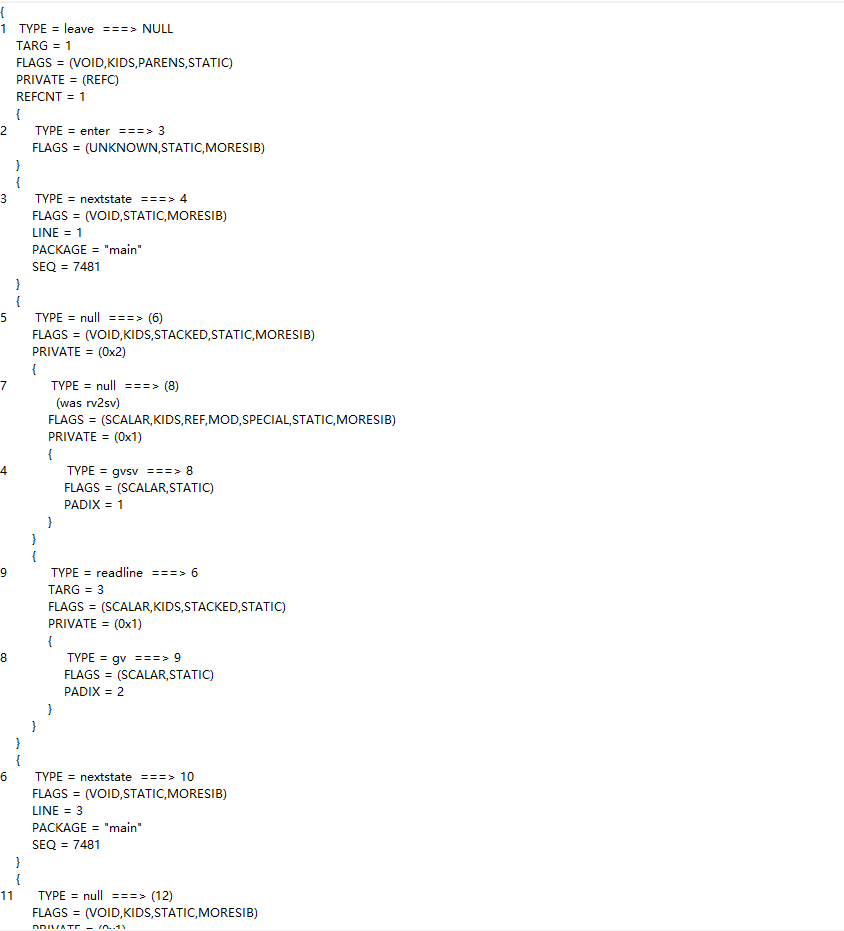 {
1 TYPE = leave ===> NULL
TARG = 1
FLAGS = (VOID,KIDS,PARENS,STATIC)
PRIVATE = (REFC)
REFCNT = 1
{
2 TYPE = enter ===> 3
FLAGS = (UNKNOWN,STATIC,MORESIB)
}
{
3 TYPE = nextstate ===> 4
FLAGS = (VOID,STATIC,MORESIB)
LINE = 1
PACKAGE = "main"
SEQ = 7481
}
{
5 TYPE = null ===> (6)
FLAGS = (VOID,KIDS,STACKED,STATIC,MORESIB)
PRIVATE = (0x2)
{
7 TYPE = null ===> (8)
(was rv2sv)
FLAGS = (SCALAR,KIDS,REF,MOD,SPECIAL,STATIC,MORESIB)
PRIVATE = (0x1)
{
4 TYPE = gvsv ===> 8
FLAGS = (SCALAR,STATIC)
PADIX = 1
}
}
{
9 TYPE = readline ===> 6
TARG = 3
FLAGS = (SCALAR,KIDS,STACKED,STATIC)
PRIVATE = (0x1)
{
8 TYPE = gv ===> 9
FLAGS = (SCALAR,STATIC)
PADIX = 2
}
}
}
{
6 TYPE = nextstate ===> 10
FLAGS = (VOID,STATIC,MORESIB)
LINE = 3
PACKAGE = "main"
SEQ = 7481
}
{
11 TYPE = null ===> (12)
FLAGS = (VOID,KIDS,STATIC,MORESIB)
PRIVATE = (0x1)